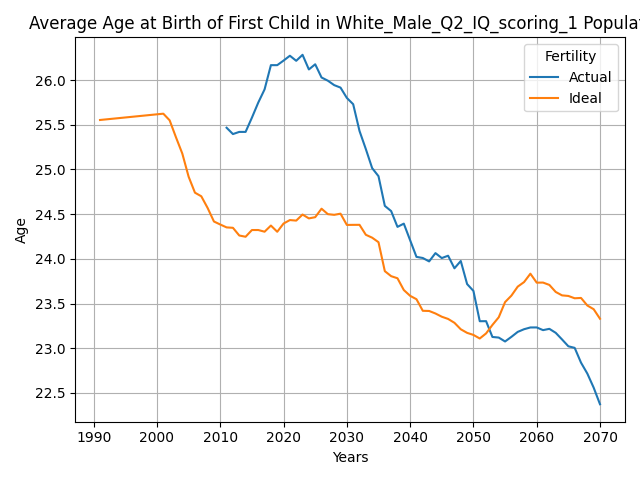 Average Age at Birth of First Child in White_Male_Q2_IQ_scoring_1 Populat
Fertility
Actual
Ideal
26.0
25.5
25.0
24.5
24.0
23.5
23.0
22.5
Age
1990 2000 2010 2020 2030 2040 2050 2060 2070
Years